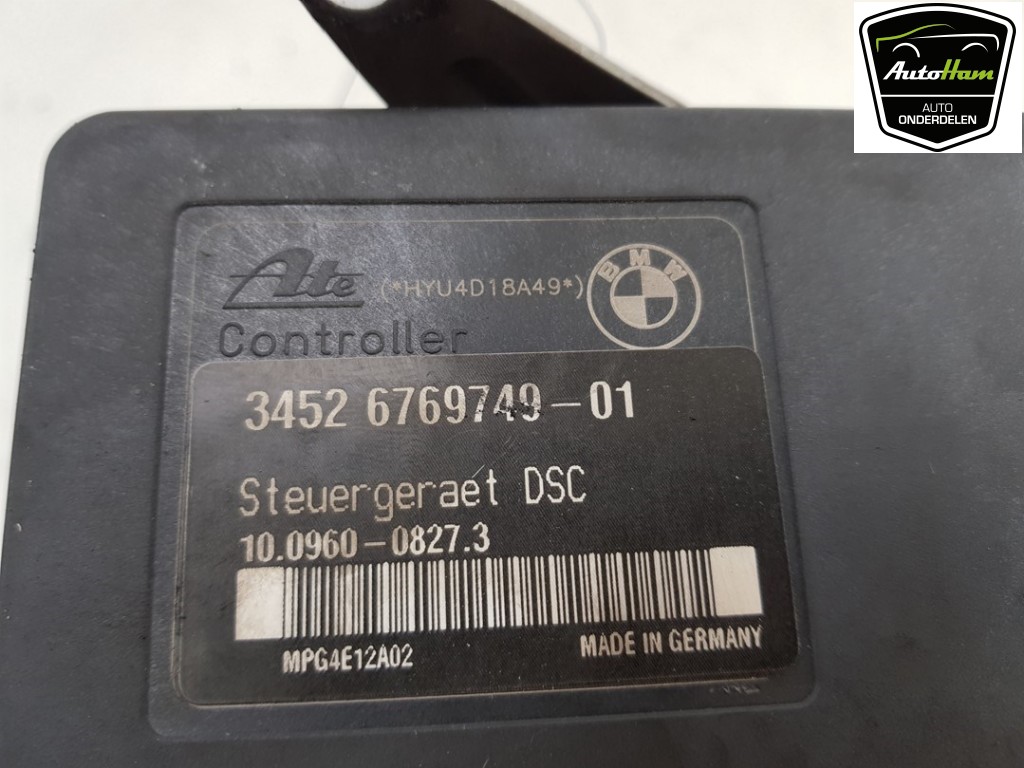 AutoHam
AUTO
ONDERDELEN
Ate (*HYU4D18A49*) BMW
Controller
3452 6769749-01
Steuergeraet DSC
10.0960-0827.3
MPG4E12A02 MADE IN GERMANY